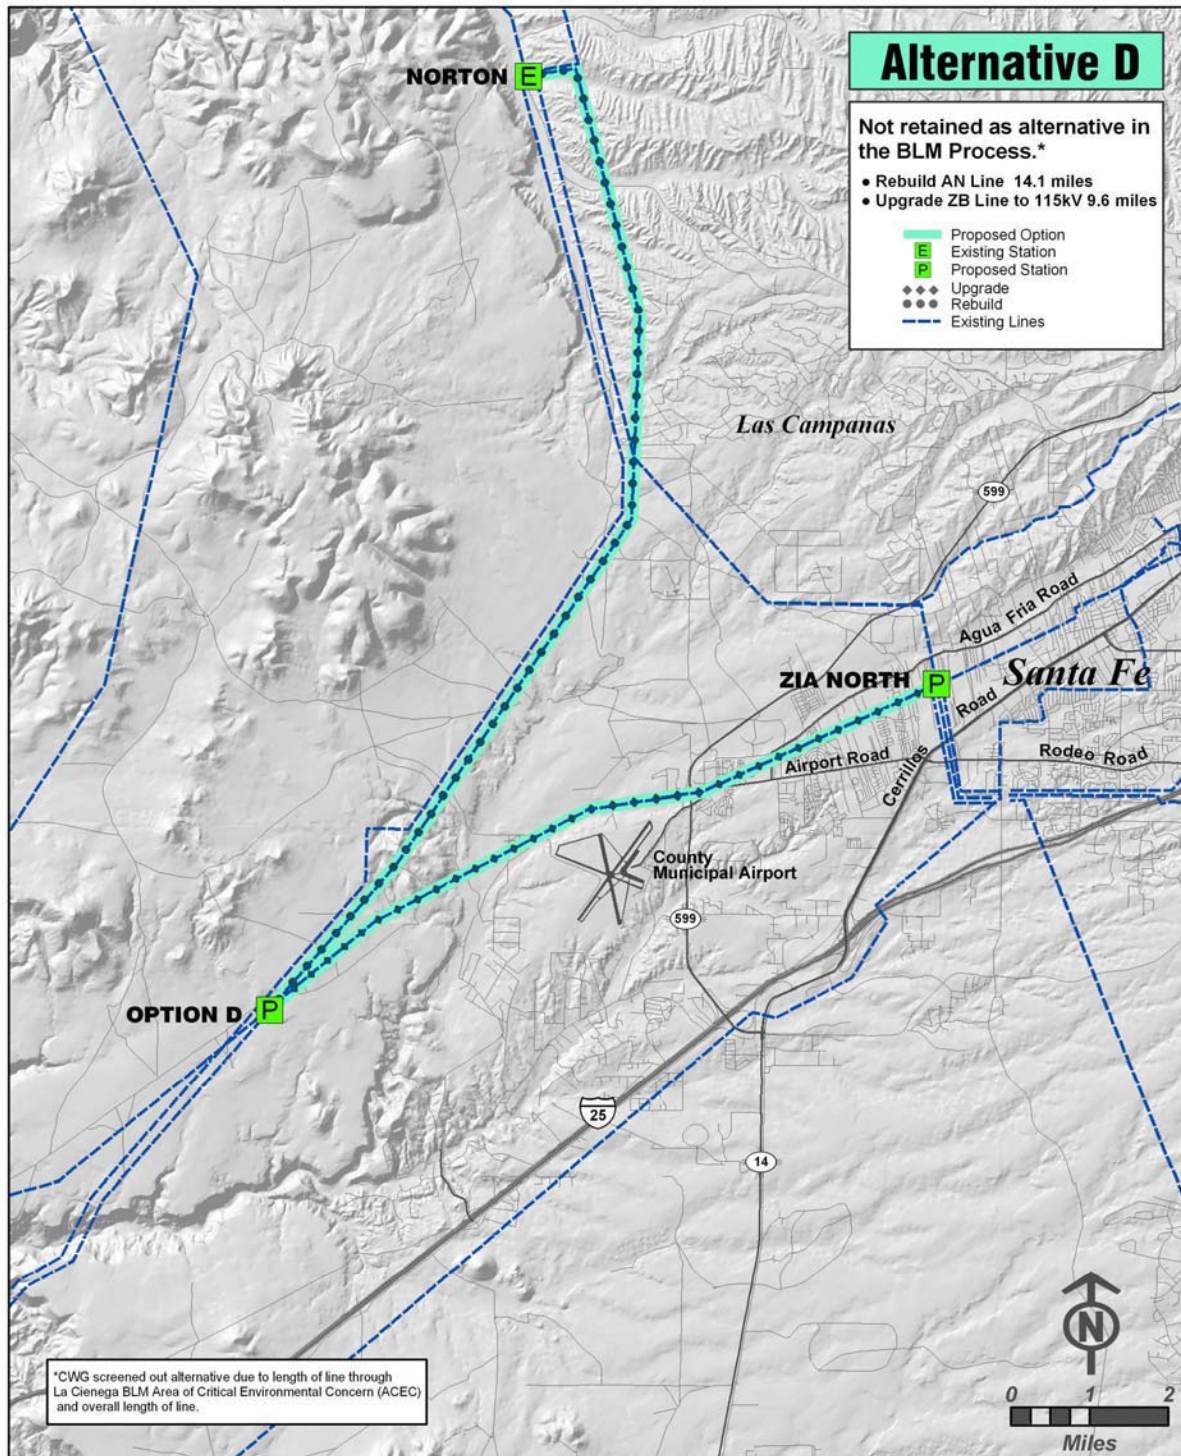 Alternative D
Not retained as alternative in
the BLM Process.*
• Rebuild AN Line 14.1 miles
• Upgrade ZB Line to 115kV 9.6 miles
Proposed Option
E Existing Station
P Proposed Station
Upgrade
Rebuild
Existing Lines
NORTON E
Las Campanas
599
Agua Fria Road
Santa Fe
ZIA NORTH P
Cerrillos Road
Rodeo Road
Airport Road
County
Municipal Airport
599
OPTION D P
25
14
N
0 1 2
Miles
*CWG screened out alternative due to length of line through
La Cienega BLM Area of Critical Environmental Concern (ACEC)
and overall length of line.